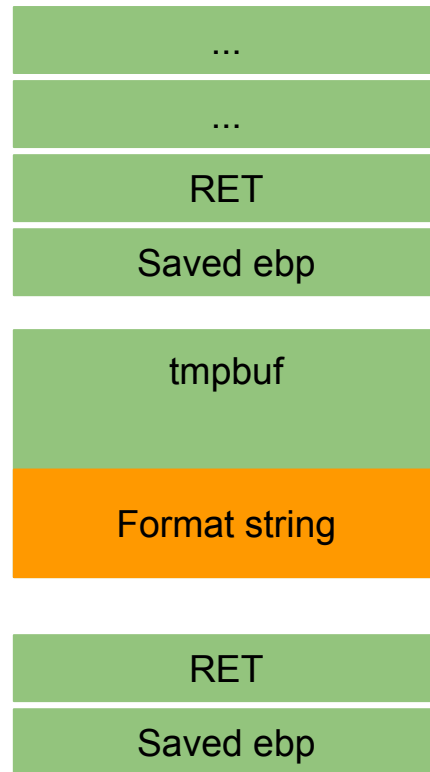 ...
...
RET
Saved ebp
tmpbuf
Format string
RET
Saved ebp